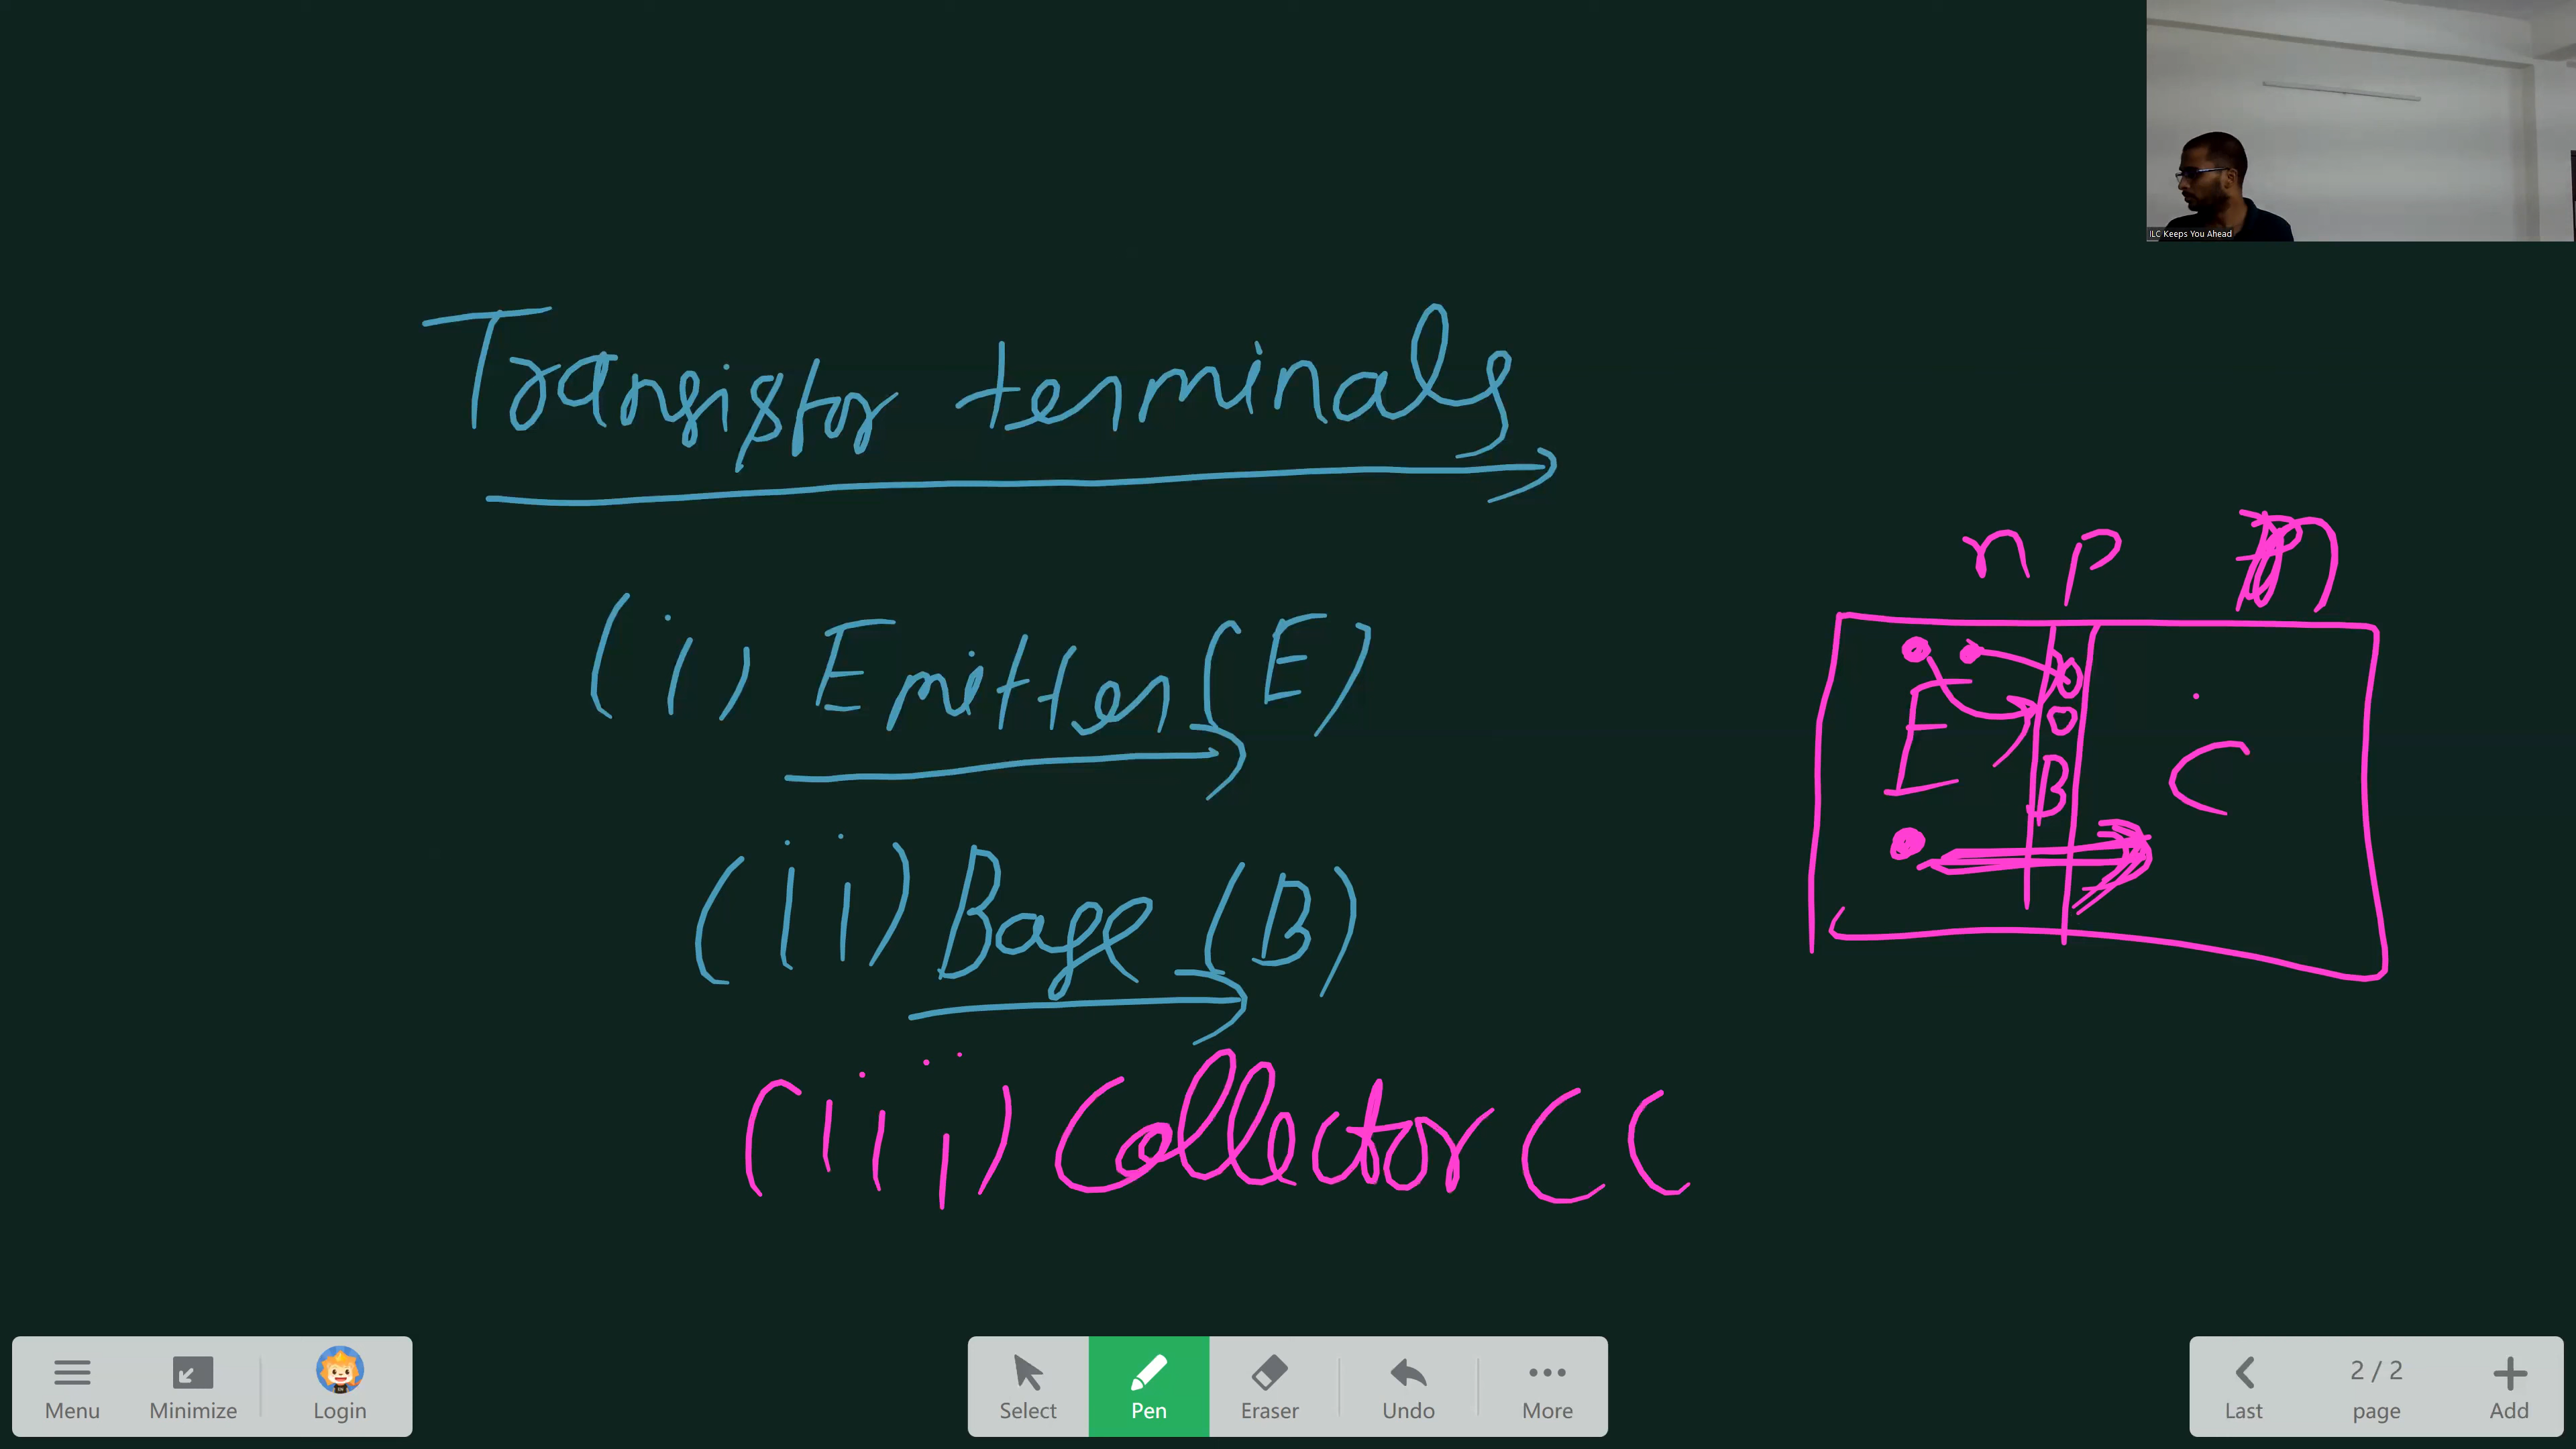 ILC Keeps You Ahead
Transistor terminals
(i) Emitter (E)
(ii) Base (B)
(iii) Collector (C
n p n
E B C
Menu Minimize Login
Select Pen Eraser Undo More
Last 2 / 2 page Add